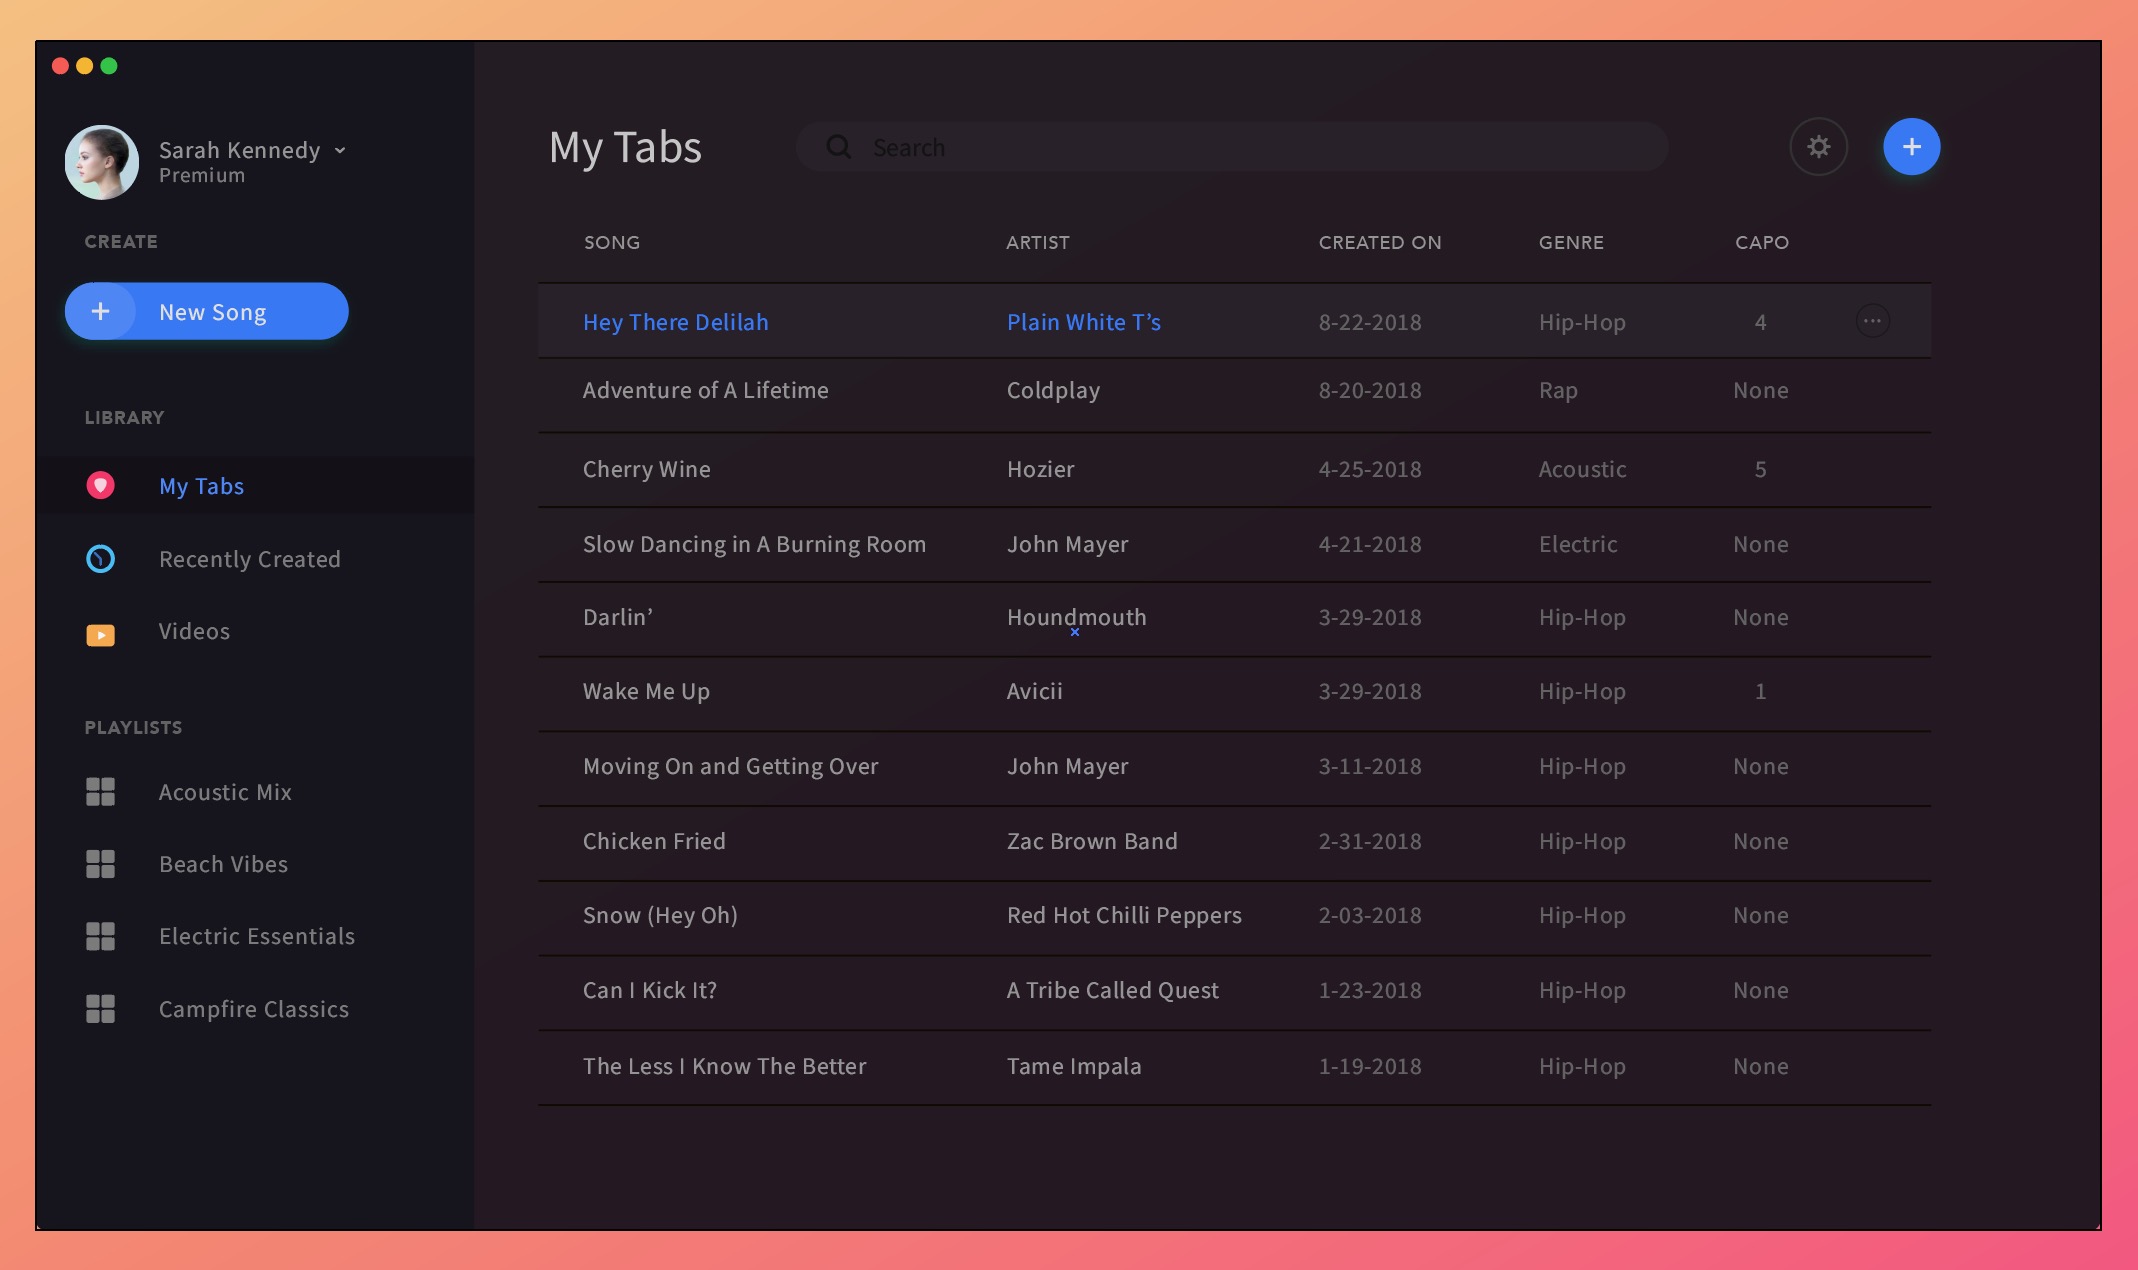 Sarah Kennedy
Premium
CREATE
New Song
LIBRARY
My Tabs
Recently Created
Videos
PLAYLISTS
Acoustic Mix
Beach Vibes
Electric Essentials
Campfire Classics
My Tabs
Search
SONG ARTIST CREATED ON GENRE CAPO
Hey There Delilah Plain White T’s 8-22-2018 Hip-Hop 4
Adventure of A Lifetime Coldplay 8-20-2018 Rap None
Cherry Wine Hozier 4-25-2018 Acoustic 5
Slow Dancing in A Burning Room John Mayer 4-21-2018 Electric None
Darlin’ Houndmouth 3-29-2018 Hip-Hop None
Wake Me Up Avicii 3-29-2018 Hip-Hop 1
Moving On and Getting Over John Mayer 3-11-2018 Hip-Hop None
Chicken Fried Zac Brown Band 2-31-2018 Hip-Hop None
Snow (Hey Oh) Red Hot Chilli Peppers 2-03-2018 Hip-Hop None
Can I Kick It? A Tribe Called Quest 1-23-2018 Hip-Hop None
The Less I Know The Better Tame Impala 1-19-2018 Hip-Hop None